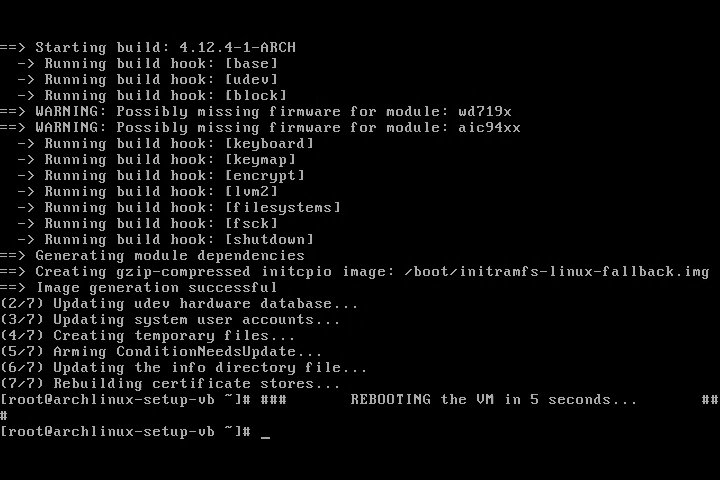 ==> Starting build: 4.12.4-1-ARCH
  -> Running build hook: [base]
  -> Running build hook: [udev]
  -> Running build hook: [block]
==> WARNING: Possibly missing firmware for module: wd719x
==> WARNING: Possibly missing firmware for module: aic94xx
  -> Running build hook: [keyboard]
  -> Running build hook: [keymap]
  -> Running build hook: [encrypt]
  -> Running build hook: [lvm2]
  -> Running build hook: [filesystems]
  -> Running build hook: [fsck]
  -> Running build hook: [shutdown]
==> Generating module dependencies
==> Creating gzip-compressed initcpio image: /boot/initramfs-linux-fallback.img
==> Image generation successful
(2/7) Updating udev hardware database...
(3/7) Updating system user accounts...
(4/7) Creating temporary files...
(5/7) Arming ConditionNeedsUpdate...
(6/7) Updating the info directory file...
(7/7) Rebuilding certificate stores...
[root@archlinux-setup-vb ~]# ###       REBOOTING the VM in 5 seconds...       ##
#
[root@archlinux-setup-vb ~]# _